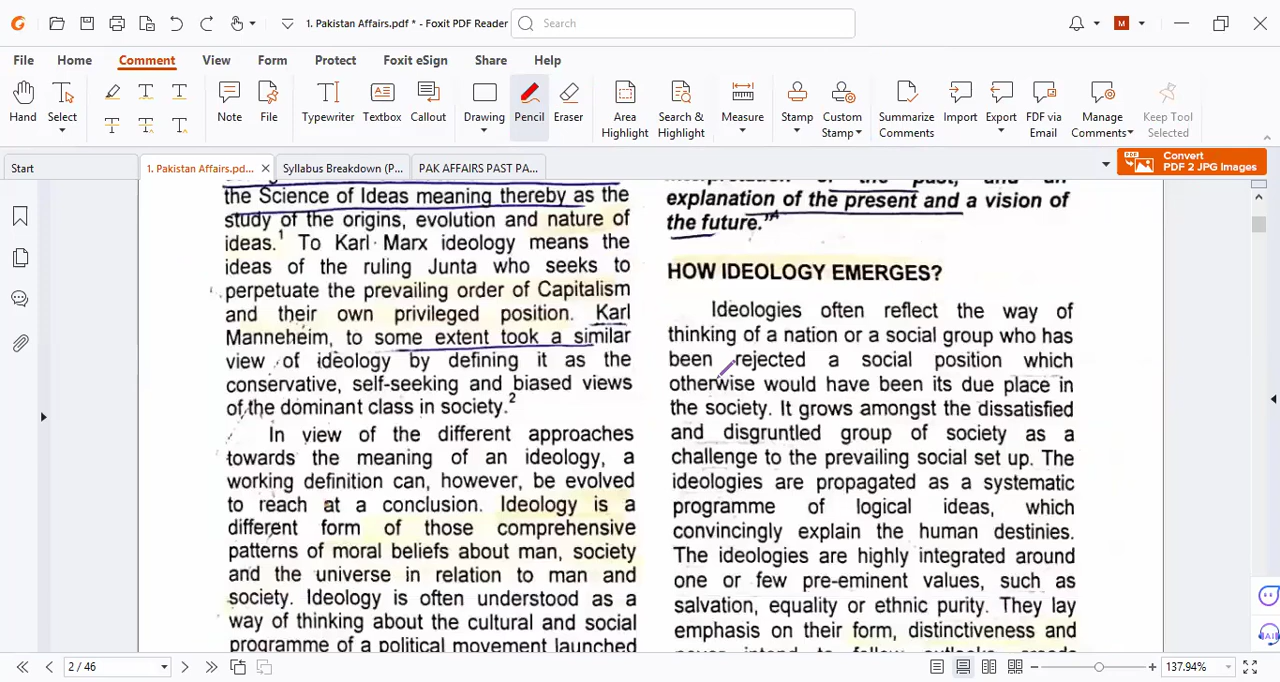 1. Pakistan Affairs.pdf * - Foxit PDF Reader
Search
M
File Home Comment View Form Protect Foxit eSign Share Help
Hand
Select
Note
File
Typewriter
Textbox
Callout
Drawing
Pencil
Eraser
Area Highlight
Search & Highlight
Measure
Stamp
Custom Stamp
Summarize Comments
Import
Export
FDF via Email
Manage Comments
Keep Tool Selected
Start
1. Pakistan Affairs.pd...
Syllabus Breakdown (P...
PAK AFFAIRS PAST PA...
Convert
PDF 2 JPG Images
the Science of Ideas meaning thereby as the
study of the origins, evolution and nature of
ideas.1 To Karl Marx ideology means the
ideas of the ruling Junta who seeks to
perpetuate the prevailing order of Capitalism
and their own privileged position. Karl
Manneheim, to some extent took a similar
view of ideology by defining it as the
conservative, self-seeking and biased views
of the dominant class in society.2
In view of the different approaches
towards the meaning of an ideology, a
working definition can, however, be evolved
to reach at a conclusion. Ideology is a
different form of those comprehensive
patterns of moral beliefs about man, society
and the universe in relation to man and
society. Ideology is often understood as a
way of thinking about the cultural and social
programme of a political movement launched
interpretation of the past, and an
explanation of the present and a vision of
the future."4
HOW IDEOLOGY EMERGES?
Ideologies often reflect the way of
thinking of a nation or a social group who has
been rejected a social position which
otherwise would have been its due place in
the society. It grows amongst the dissatisfied
and disgruntled group of society as a
challenge to the prevailing social set up. The
ideologies are propagated as a systematic
programme of logical ideas, which
convincingly explain the human destinies.
The ideologies are highly integrated around
one or few pre-eminent values, such as
salvation, equality or ethnic purity. They lay
emphasis on their form, distinctiveness and
2 / 46
137.94%